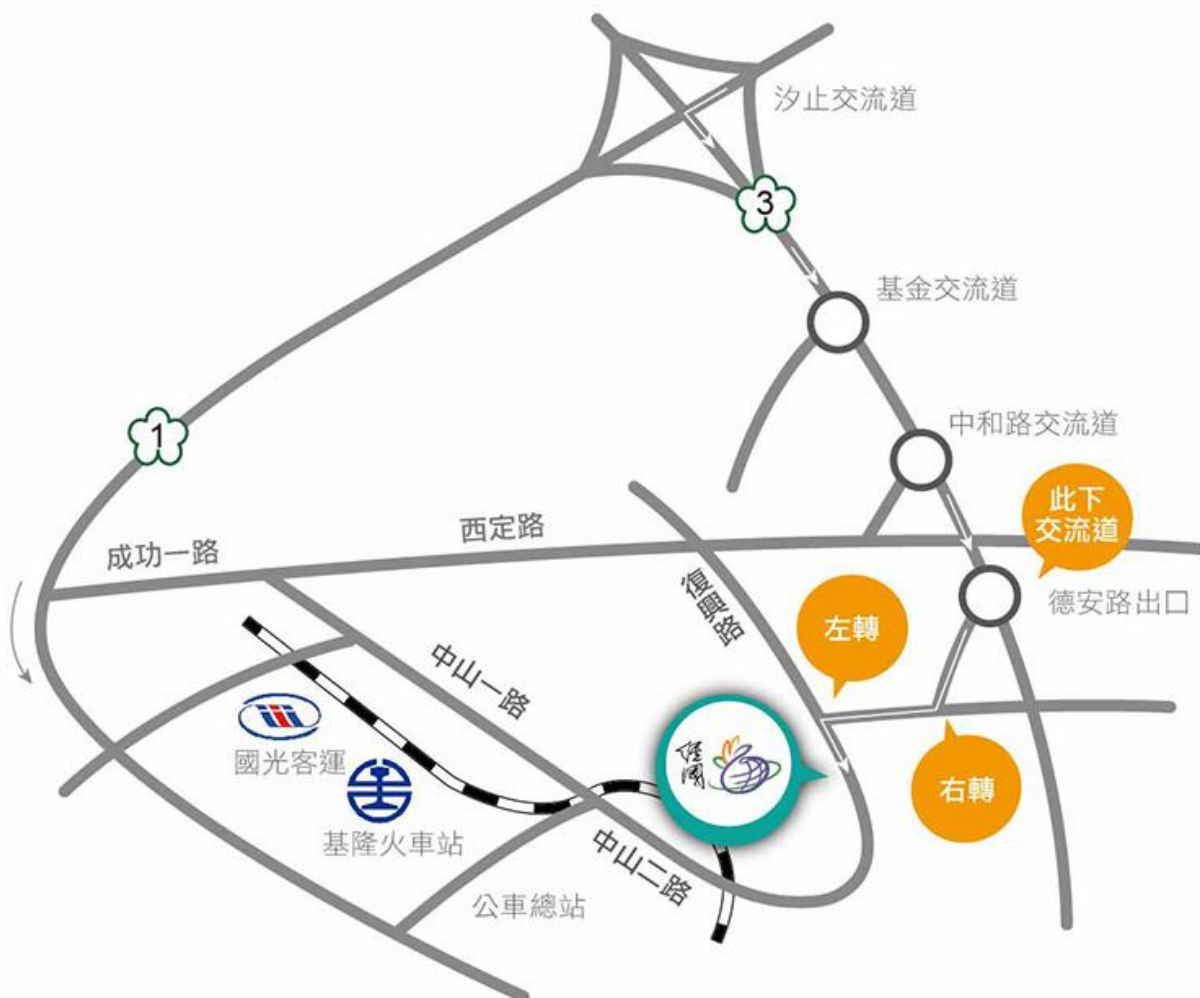 汐止交流道
3
基金交流道
1
中和路交流道
此下
交流道
西定路
成功一路
復興路
德安路出口
左轉
中山一路
經國
國光客運
右轉
基隆火車站
中山二路
公車總站